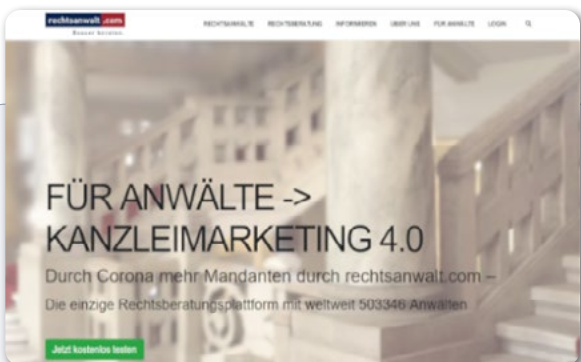 rechtsanwalt.com
Besser beraten.
RECHTSANWÄLTE RECHTSBERATUNG INFORMIEREN ÜBER UNS FÜR ANWÄLTE LOGIN
FÜR ANWÄLTE ->
KANZLEIMARKETING 4.0
Durch Corona mehr Mandanten durch rechtsanwalt.com –
Die einzige Rechtsberatungsplattform mit weltweit 503346 Anwälten
Jetzt kostenlos testen